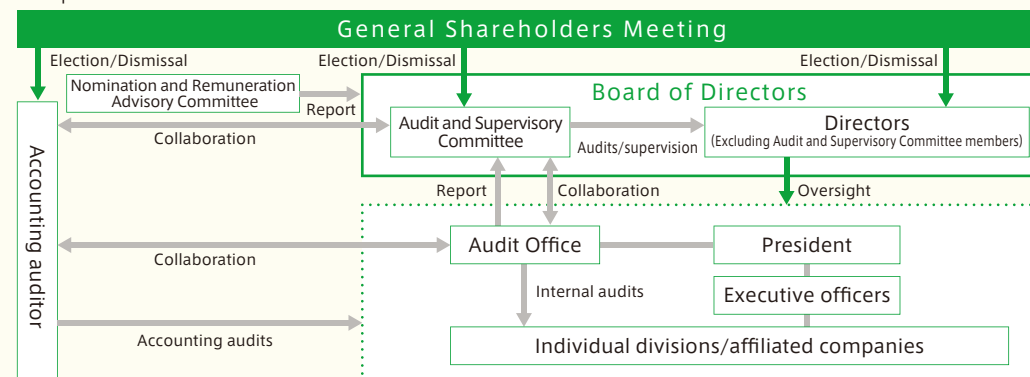 General Shareholders Meeting
Election/Dismissal
Election/Dismissal
Election/Dismissal
Nomination and Remuneration
Advisory Committee
Report
Board of Directors
Collaboration
Audit and Supervisory
Committee
Audits/supervision
Directors
(Excluding Audit and Supervisory Committee members)
Accounting auditor
Report
Collaboration
Oversight
Collaboration
Audit Office
President
Internal audits
Executive officers
Accounting audits
Individual divisions/affiliated companies